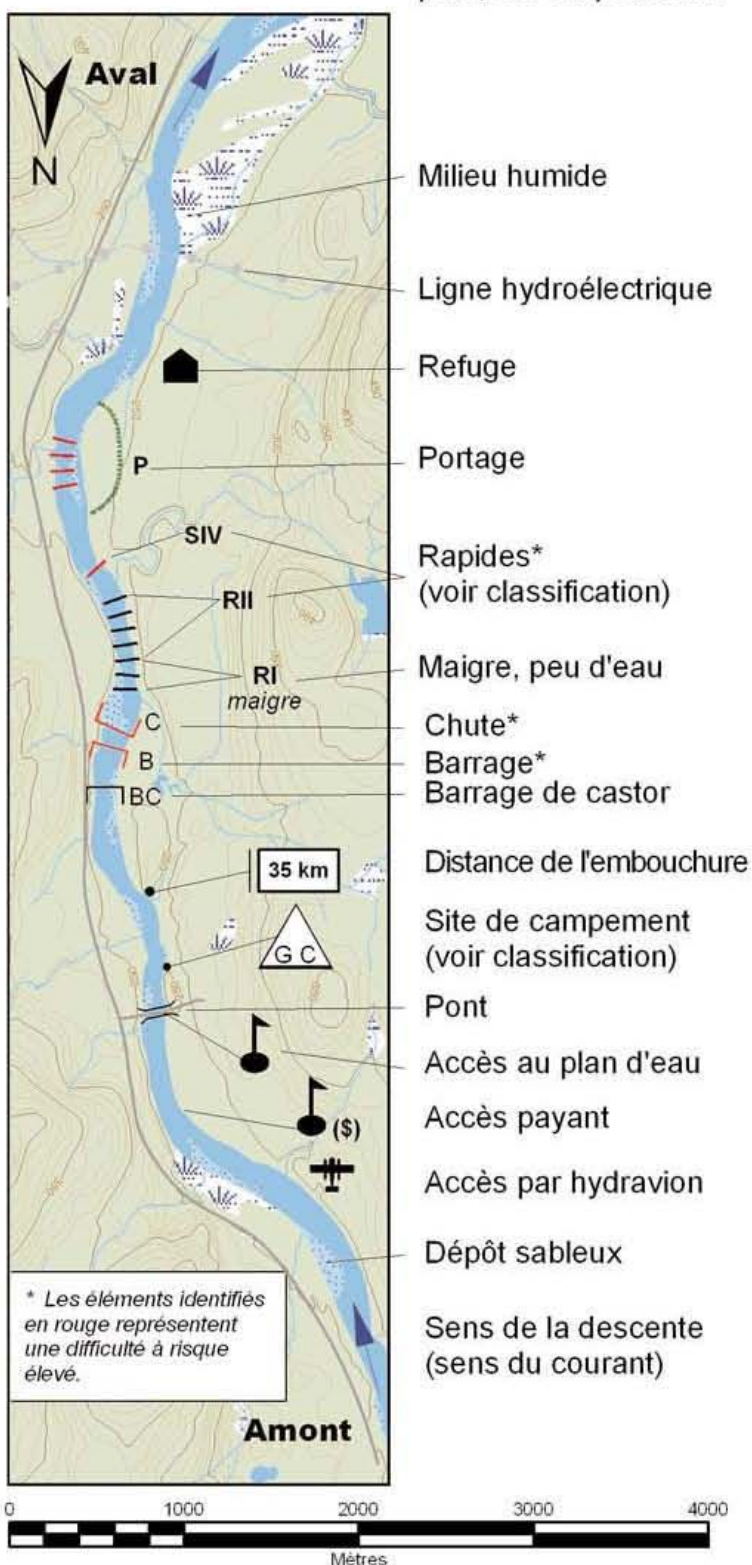 Aval
N
Milieu humide
Ligne hydroélectrique
Refuge
P
Portage
SIV
Rapides*
(voir classification)
RII
RI
maigre
Maigre, peu d'eau
C
Chute*
B
Barrage*
BC
Barrage de castor
35 km
Distance de l'embouchure
G C
Site de campement
(voir classification)
Pont
Accès au plan d'eau
($)
Accès payant
Accès par hydravion
Dépôt sableux
* Les éléments identifiés
en rouge représentent
une difficulté à risque
élevé.
Sens de la descente
(sens du courant)
Amont
0 1000 2000 3000 4000
Mètres